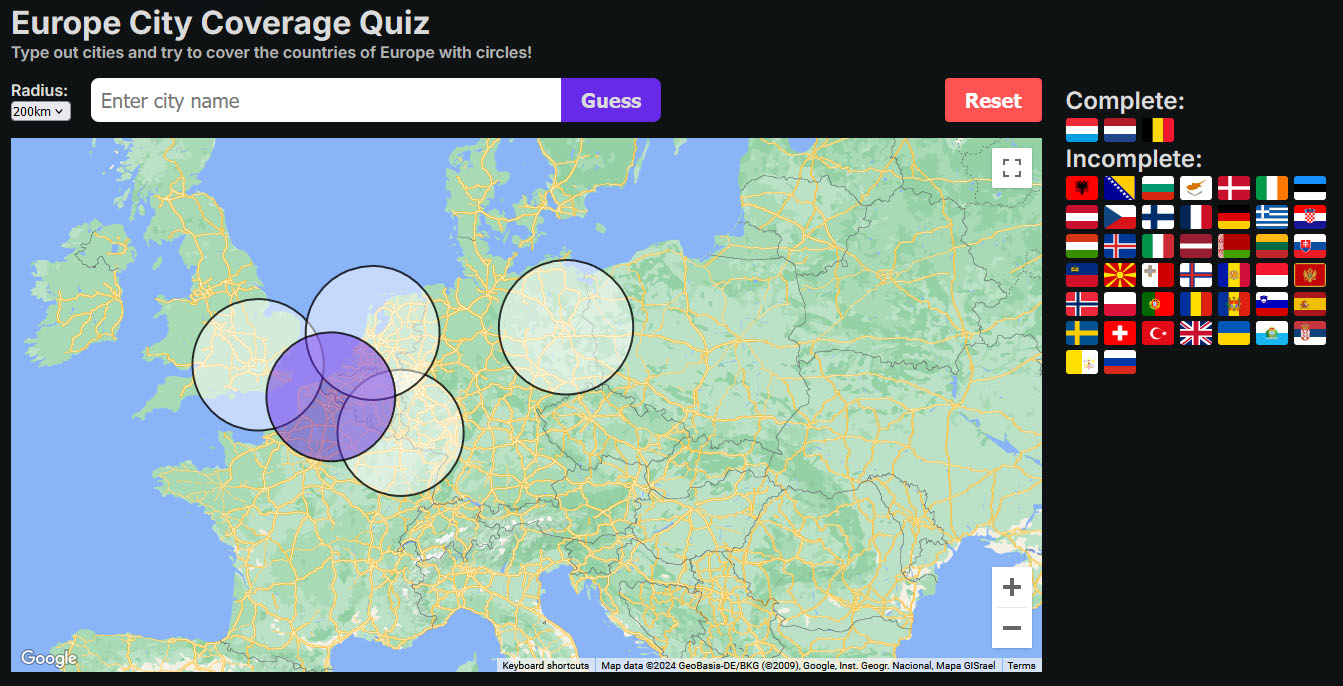 Europe City Coverage Quiz
Type out cities and try to cover the countries of Europe with circles!
Radius:
200km
Enter city name
Guess
Reset
Complete:
Incomplete:
Google
Keyboard shortcuts
Map data ©2024 GeoBasis-DE/BKG (©2009), Google, Inst. Geogr. Nacional, Mapa GISrael
Terms